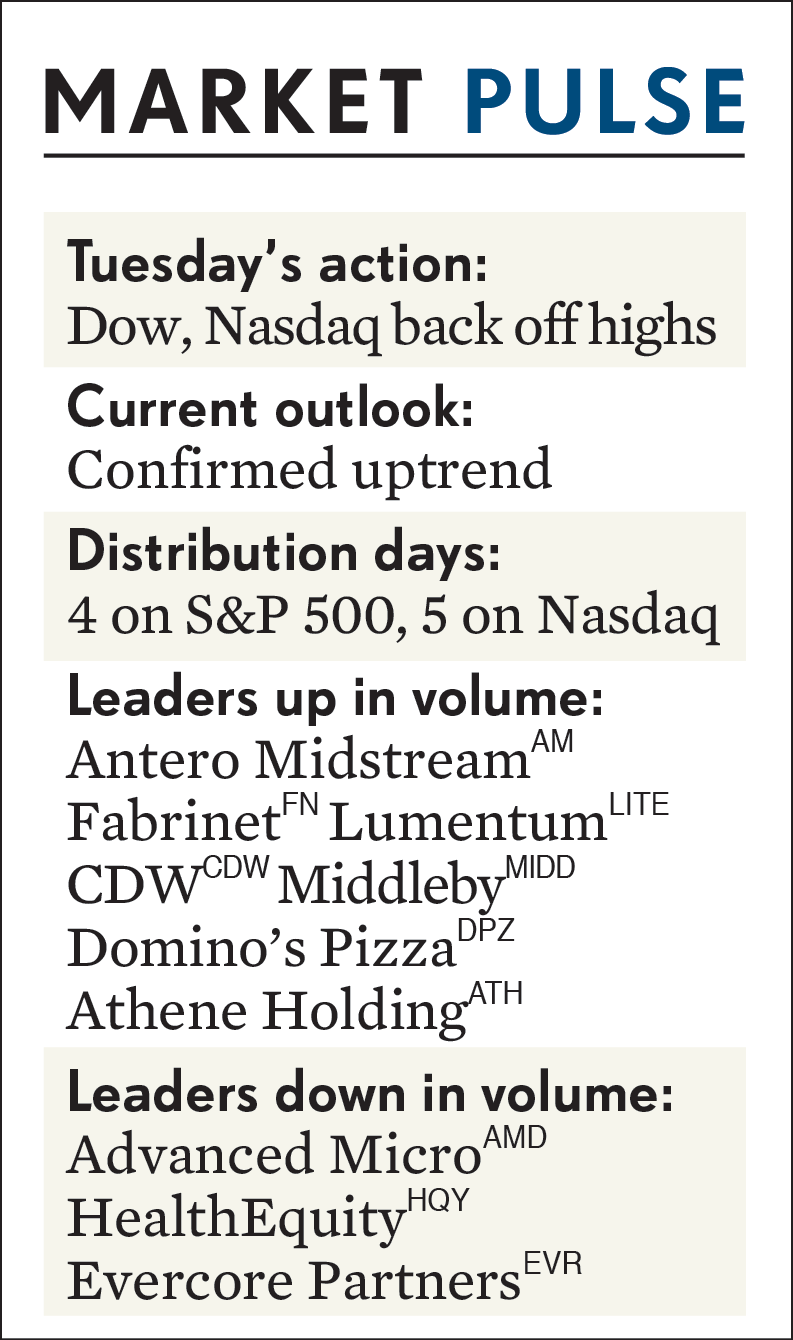 MARKET PULSE
Tuesday’s action:
Dow, Nasdaq back off highs
Current outlook:
Confirmed uptrend
Distribution days:
4 on S&P 500, 5 on Nasdaq
Leaders up in volume:
Antero Midstream AM
Fabrinet FN Lumentum LITE
CDW CDW Middleby MIDD
Domino’s Pizza DPZ
Athene Holding ATH
Leaders down in volume:
Advanced Micro AMD
HealthEquity HQY
Evercore Partners EVR